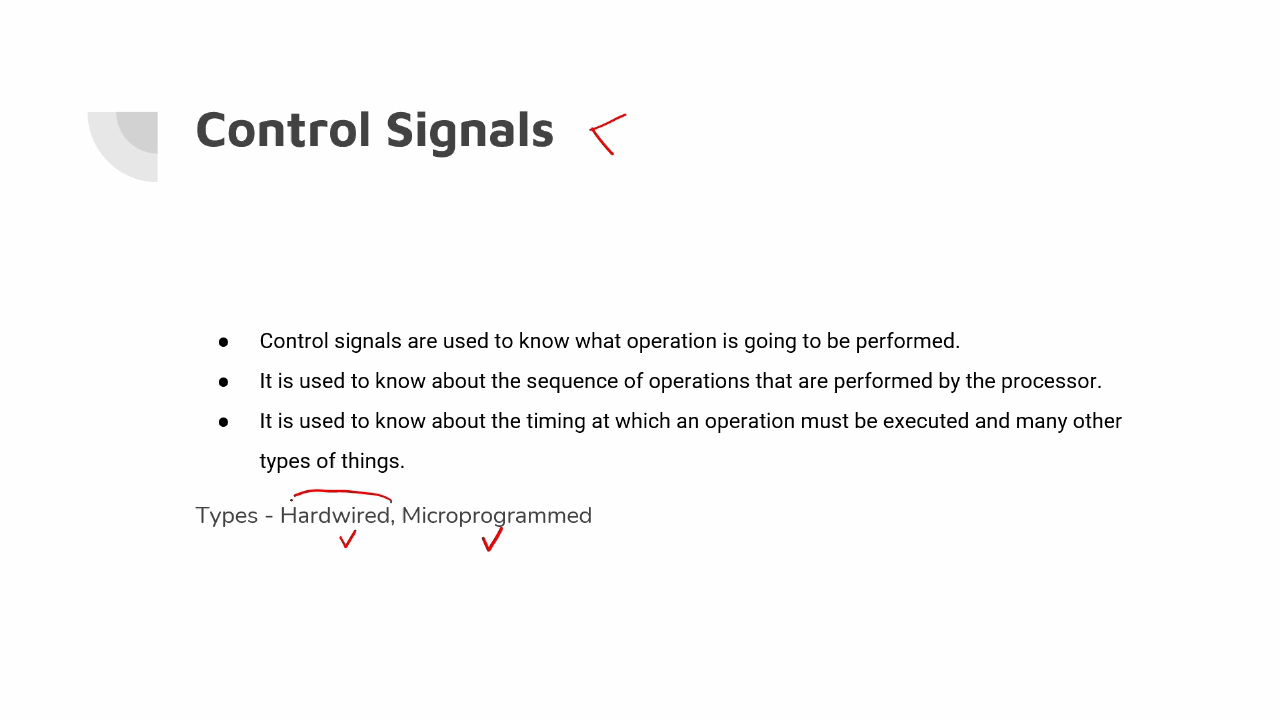 Control Signals
● Control signals are used to know what operation is going to be performed.
● It is used to know about the sequence of operations that are performed by the processor.
● It is used to know about the timing at which an operation must be executed and many other
types of things.
Types - Hardwired, Microprogrammed